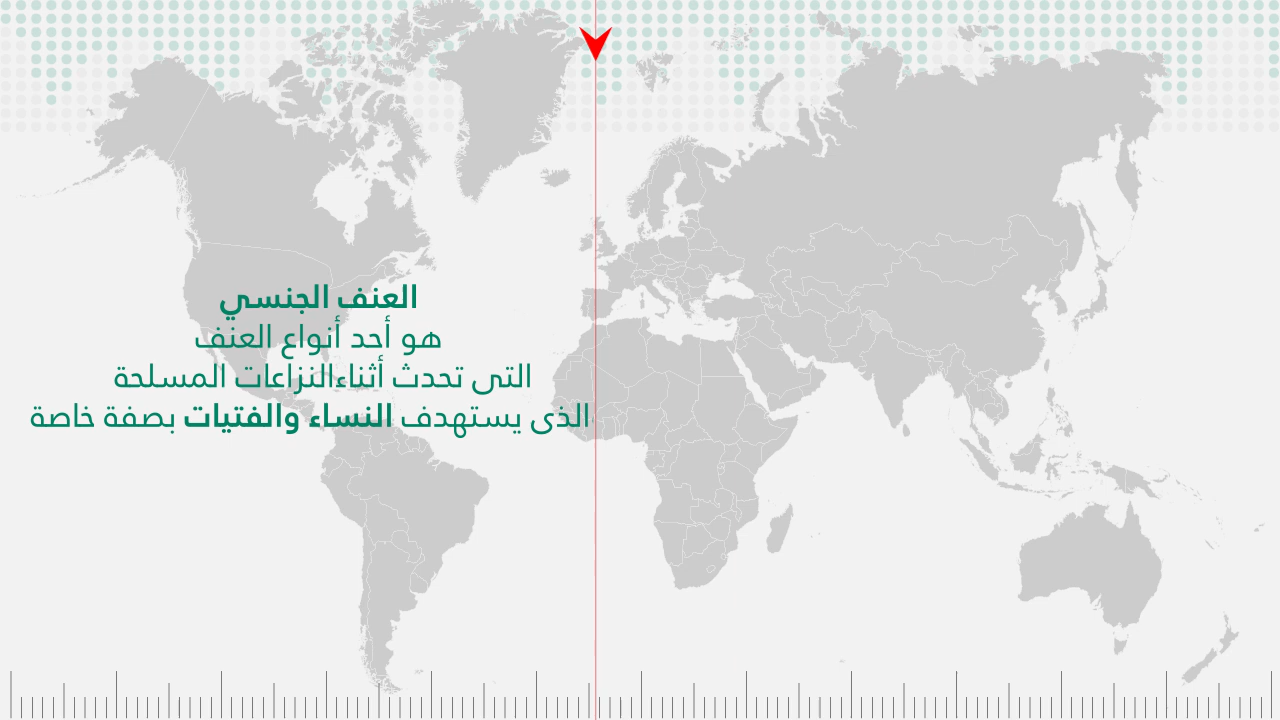 العنف الجنسي
هو أحد أنواع العنف
التى تحدث أثناءالنزاعات المسلحة
الذى يستهدف النساء والفتيات بصفة خاصة